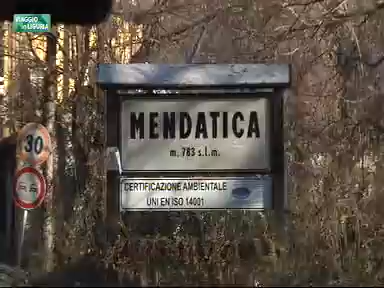 VIAGGIO
IN LIGURIA
30
MENDATICA
m. 783 s.l.m.
CERTIFICAZIONE AMBIENTALE
UNI EN ISO 14001